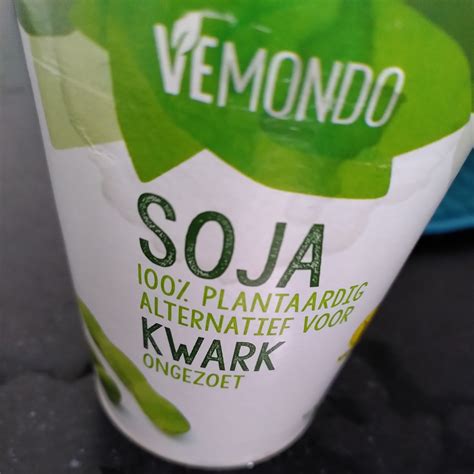 VEMONDO
SOJA
100% PLANTAARDIG
ALTERNATIEF VOOR
KWARK
ONGEZOET